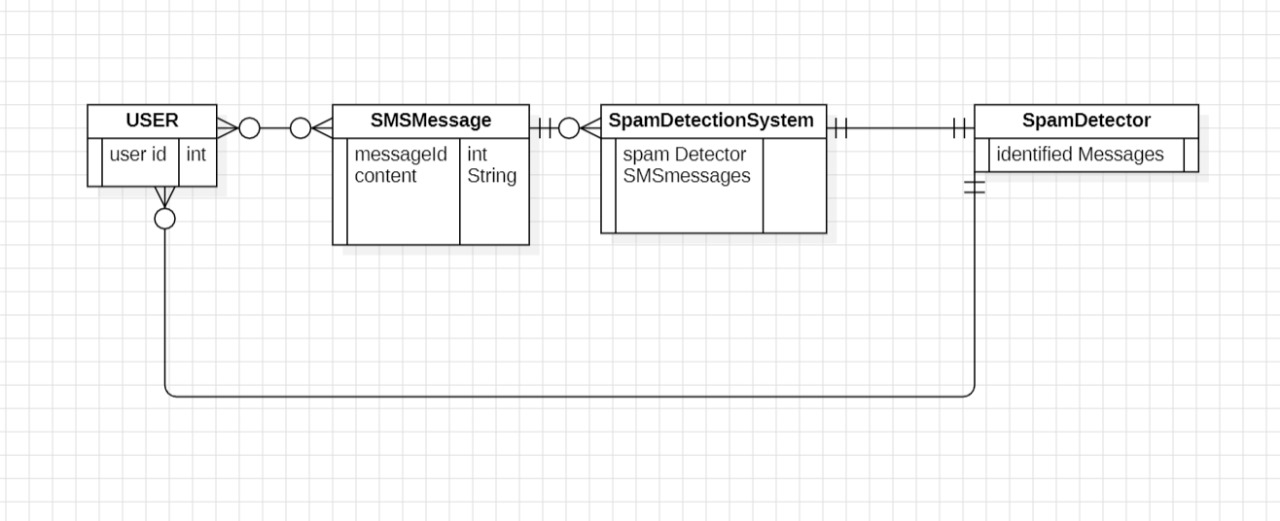 USER
user id int
SMSMessage
messageId int
content String
SpamDetectionSystem
spam Detector
SMSmessages
SpamDetector
identified Messages